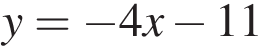 y = −4x − 11